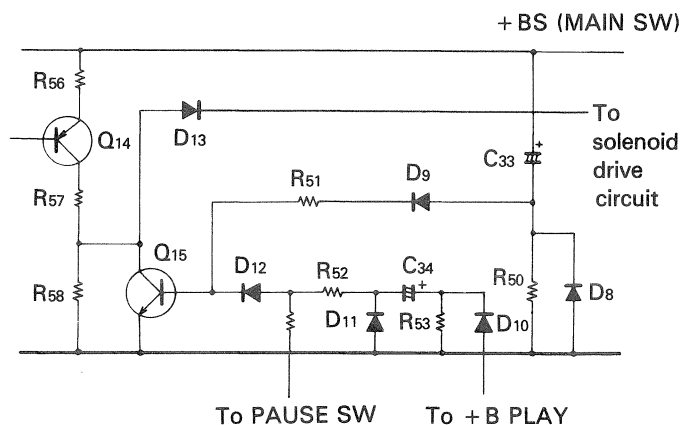 +BS (MAIN SW)
R56
Q14
D13
To
solenoid
drive
circuit
C33
+
R57
R51
D9
Q15
D12
R52
C34
+
R50
D8
R58
D11
R53
D10
To PAUSE SW
To +B PLAY